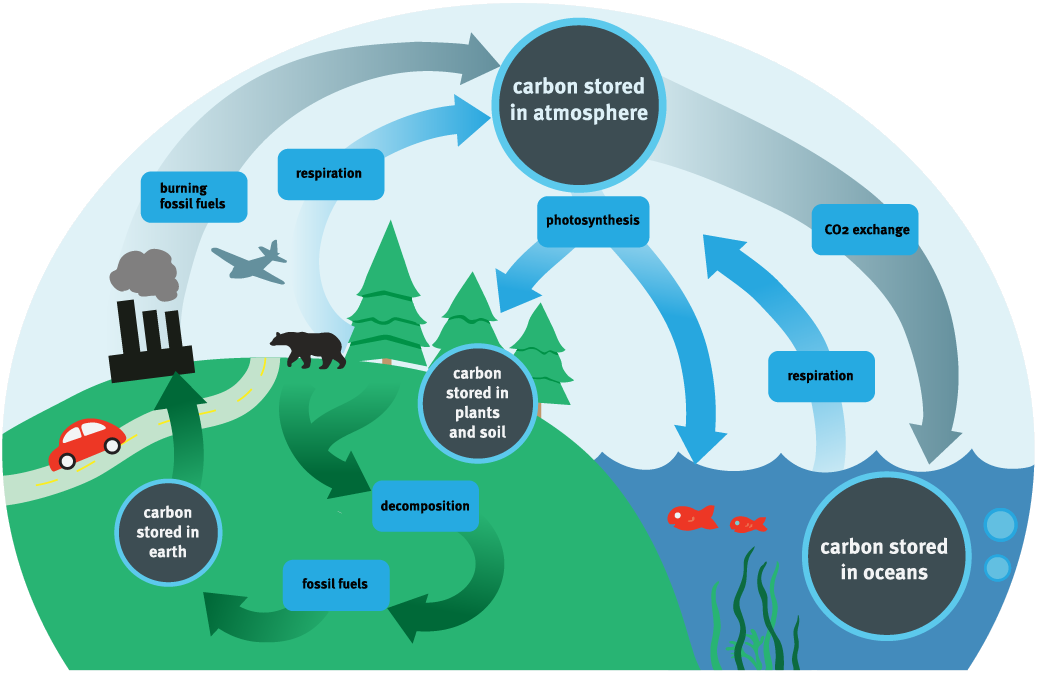 carbon stored
in atmosphere
respiration
burning
fossil fuels
photosynthesis
CO2 exchange
respiration
carbon
stored in
plants
and soil
decomposition
carbon
stored in
earth
fossil fuels
carbon stored
in oceans